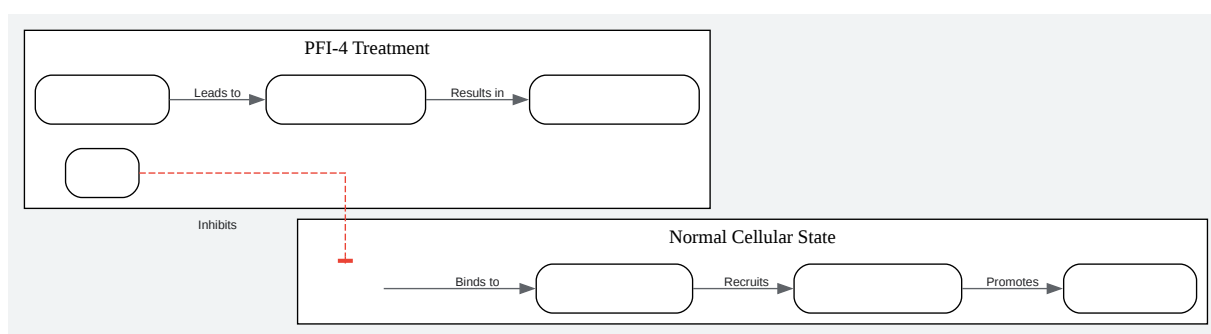 PFI-4 Treatment
Leads to
Results in
Inhibits
Normal Cellular State
Binds to
Recruits
Promotes